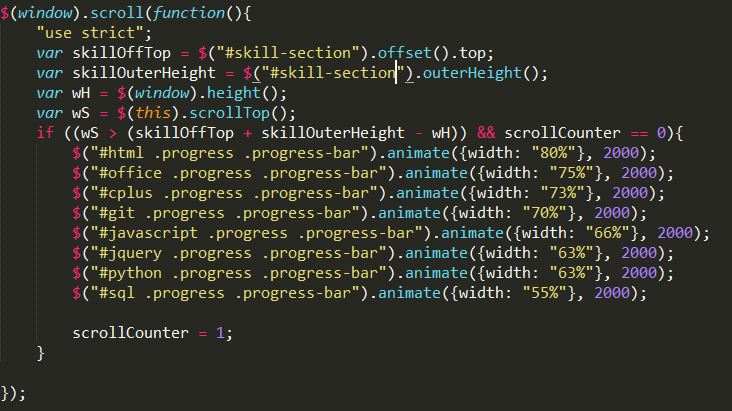 $(window).scroll(function(){
"use strict";
var skillOffTop = $("#skill-section").offset().top;
var skillOuterHeight = $("#skill-section").outerHeight();
var wH = $(window).height();
var wS = $(this).scrollTop();
if ((wS > (skillOffTop + skillOuterHeight - wH)) && scrollCounter == 0){
$("#html .progress .progress-bar").animate({width: "80%"}, 2000);
$("#office .progress .progress-bar").animate({width: "75%"}, 2000);
$("#cplus .progress .progress-bar").animate({width: "73%"}, 2000);
$("#git .progress .progress-bar").animate({width: "70%"}, 2000);
$("#javascript .progress .progress-bar").animate({width: "66%"}, 2000);
$("#jquery .progress .progress-bar").animate({width: "63%"}, 2000);
$("#python .progress .progress-bar").animate({width: "63%"}, 2000);
$("#sql .progress .progress-bar").animate({width: "55%"}, 2000);
scrollCounter = 1;
}
});